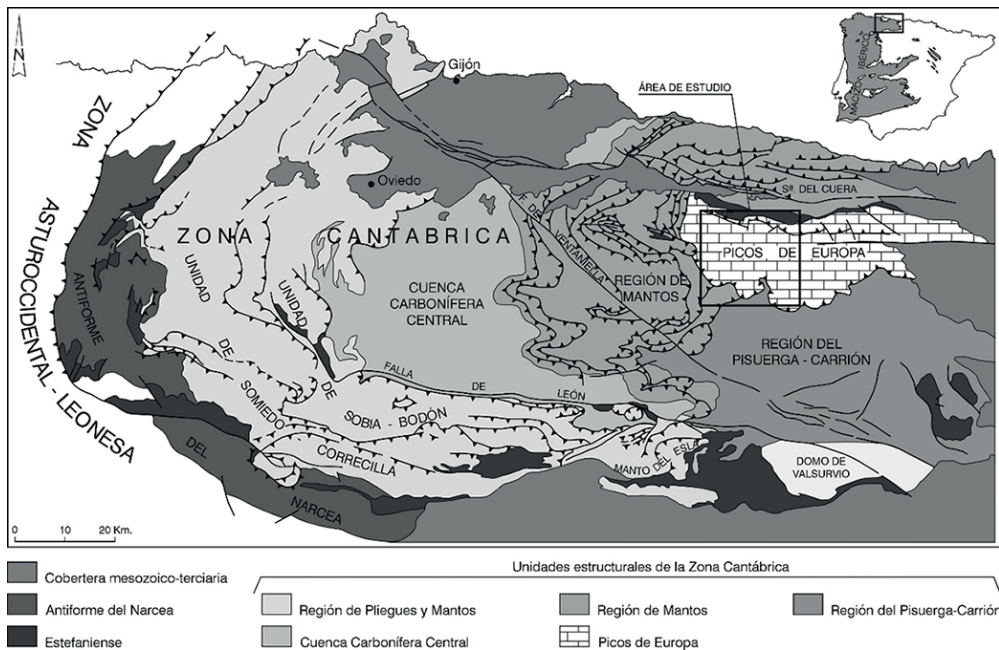 N
MACIZO IBÉRICO
Gijón
ÁREA DE ESTUDIO
ZONA
Sª. DEL CUERA
Oviedo
F. DE VENTANIELLA
ZONA CANTABRICA
PICOS DE EUROPA
ASTUROCCIDENTAL - LEONESA
ANTIFORME
UNIDAD
UNIDAD
REGIÓN DE
MANTOS
CUENCA
CARBONÍFERA
CENTRAL
REGIÓN DEL
PISUERGA - CARRIÓN
DE
DE
FALLA DE LEÓN
SOMIEDO
SOBIA - BODÓN
DEL
CORRECILLA
MANTO DEL ESLA
DOMO DE
VALSURVIO
NARCEA
0 10 20 Km.
Cobertera mesozoico-terciaria
Antiforme del Narcea
Estefaniense
Unidades estructurales de la Zona Cantábrica
Región de Pliegues y Mantos
Región de Mantos
Región del Pisuerga-Carrión
Cuenca Carbonífera Central
Picos de Europa